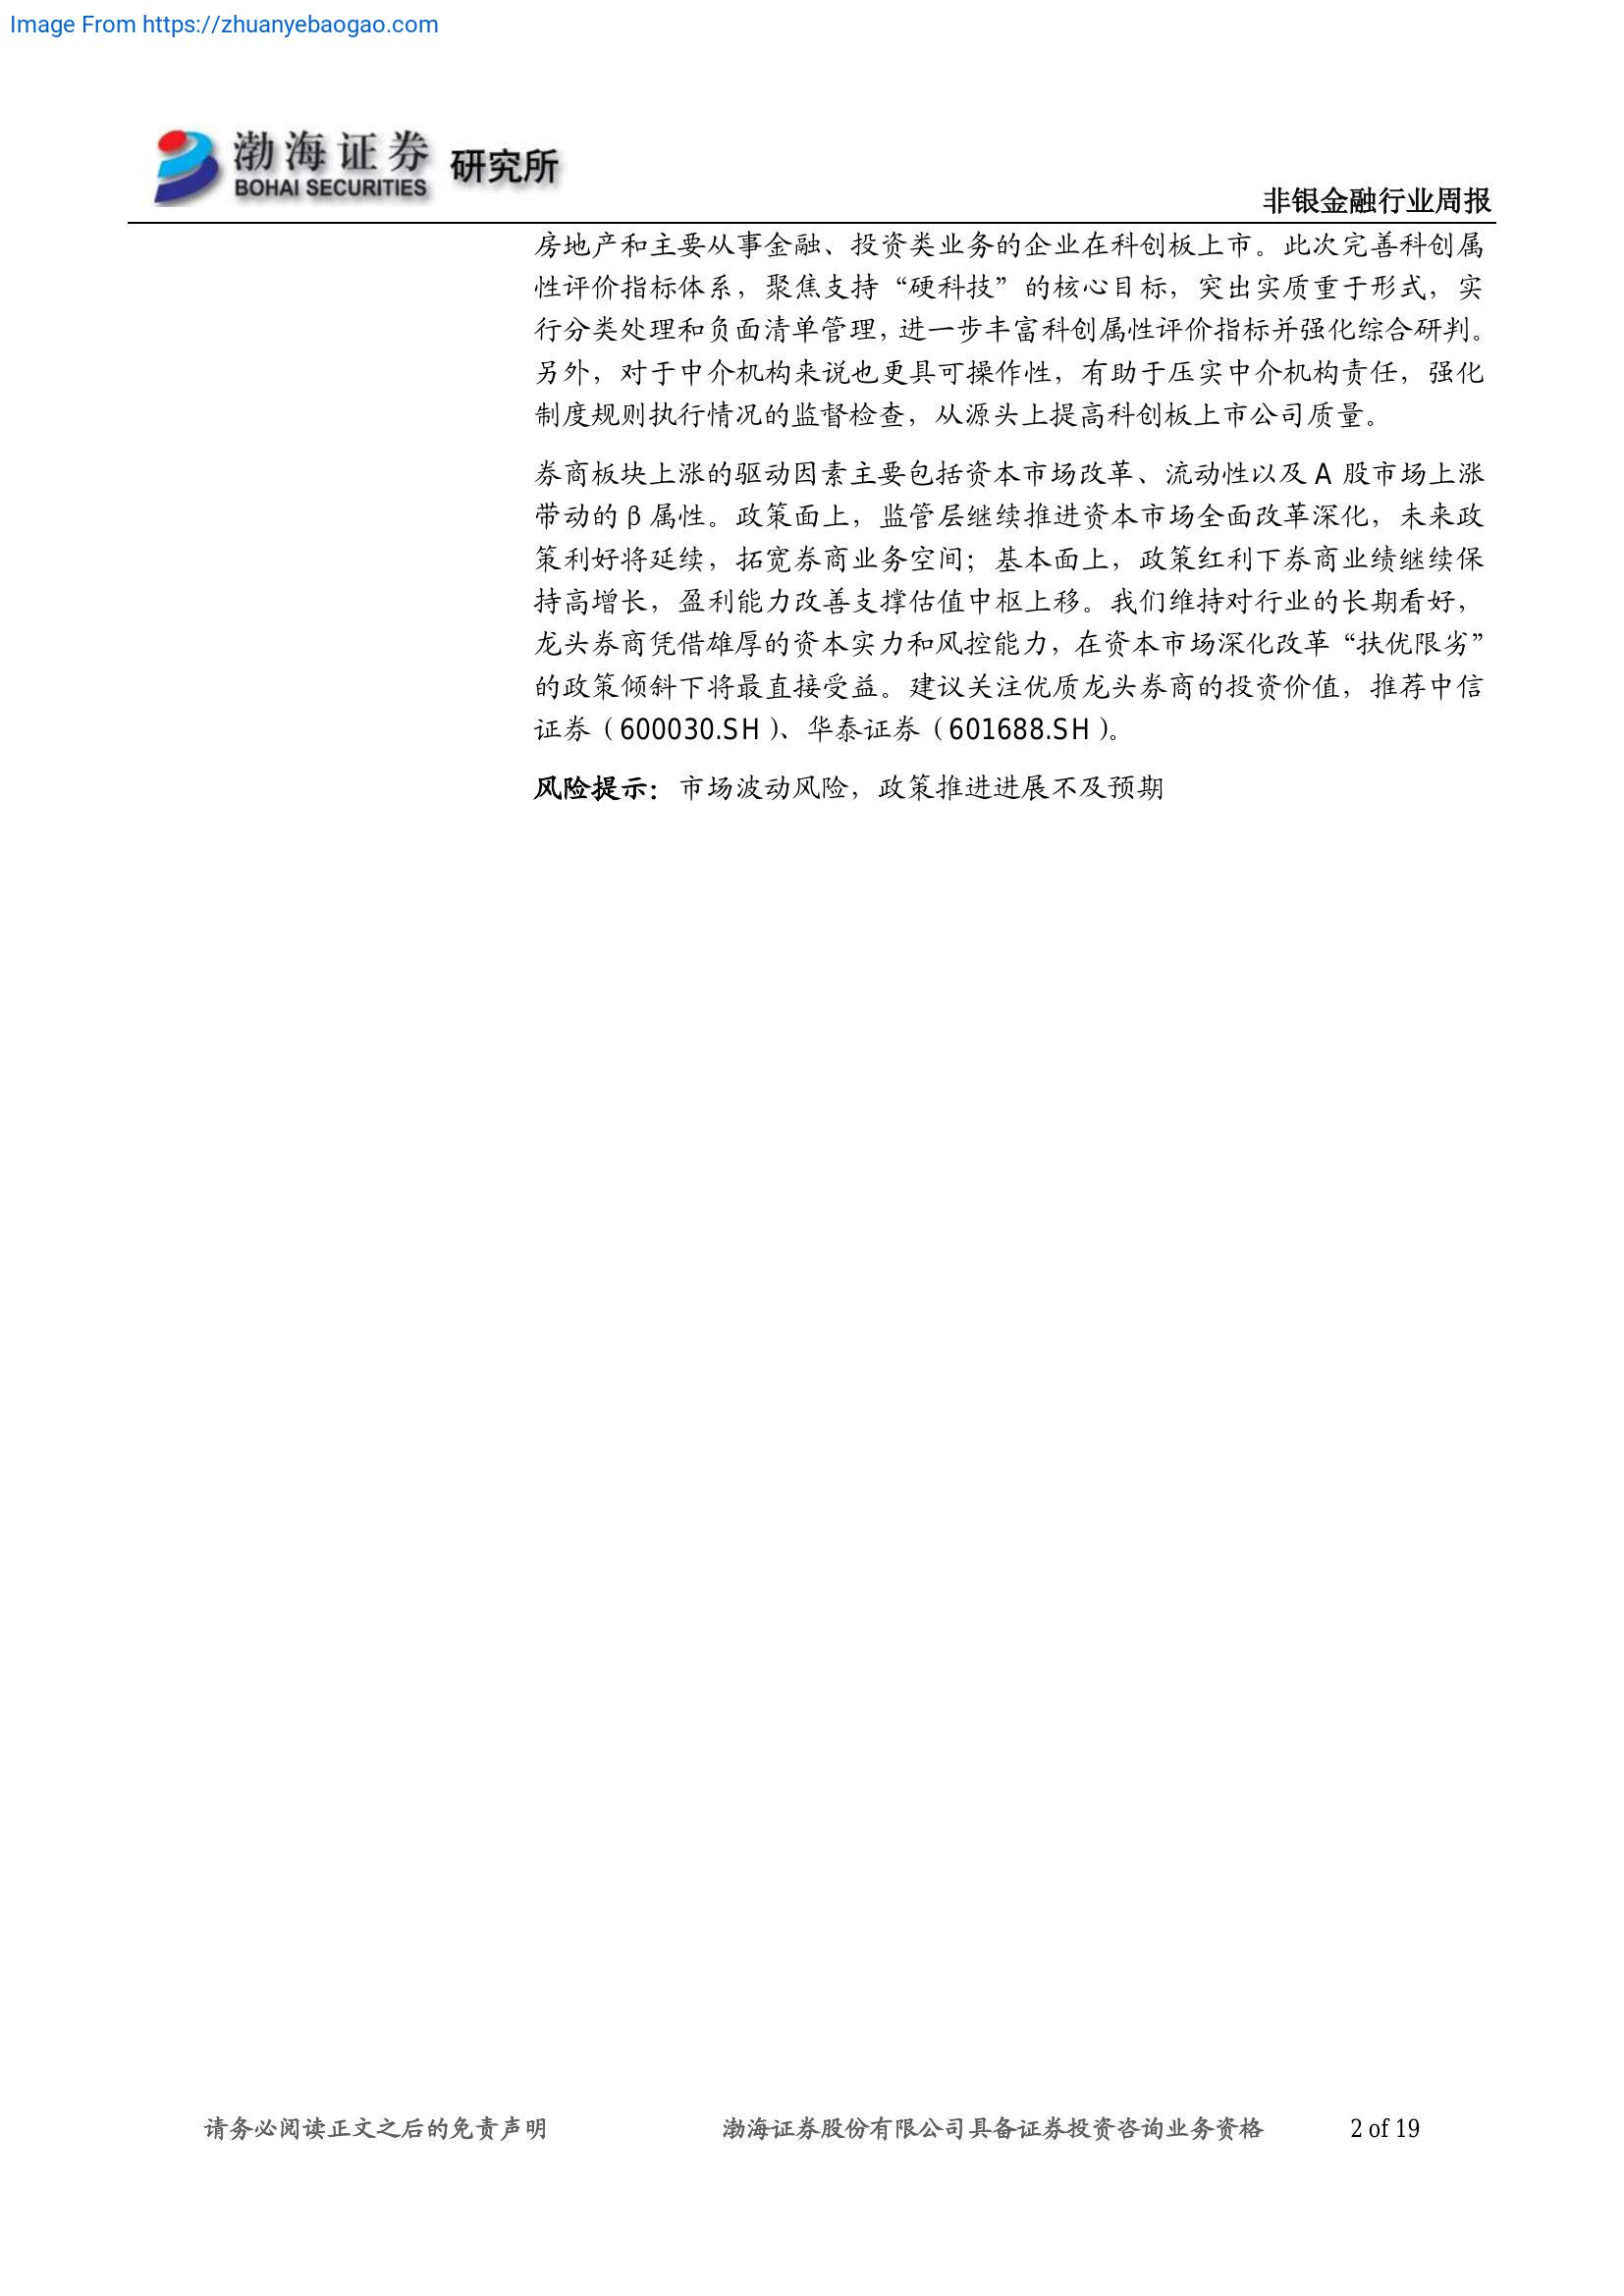 Image From https://zhuanyebaogao.com
渤海证券 研究所
BOHAI SECURITIES
非银金融行业周报
房地产和主要从事金融、投资类业务的企业在科创板上市。此次完善科创属
性评价指标体系，聚焦支持“硬科技”的核心目标，突出实质重于形式，实
行分类处理和负面清单管理，进一步丰富科创属性评价指标并强化综合研判。
另外，对于中介机构来说也更具可操作性，有助于压实中介机构责任，强化
制度规则执行情况的监督检查，从源头上提高科创板上市公司质量。
券商板块上涨的驱动因素主要包括资本市场改革、流动性以及 A 股市场上涨
带动的 β 属性。政策面上，监管层继续推进资本市场全面改革深化，未来政
策利好将延续，拓宽券商业务空间；基本面上，政策红利下券商业绩继续保
持高增长，盈利能力改善支撑估值中枢上移。我们维持对行业的长期看好，
龙头券商凭借雄厚的资本实力和风控能力，在资本市场深化改革“扶优限劣”
的政策倾斜下将最直接受益。建议关注优质龙头券商的投资价值，推荐中信
证券（600030.SH）、华泰证券（601688.SH）。
风险提示：市场波动风险，政策推进进展不及预期
请务必阅读正文之后的免责声明 渤海证券股份有限公司具备证券投资咨询业务资格 2 of 19